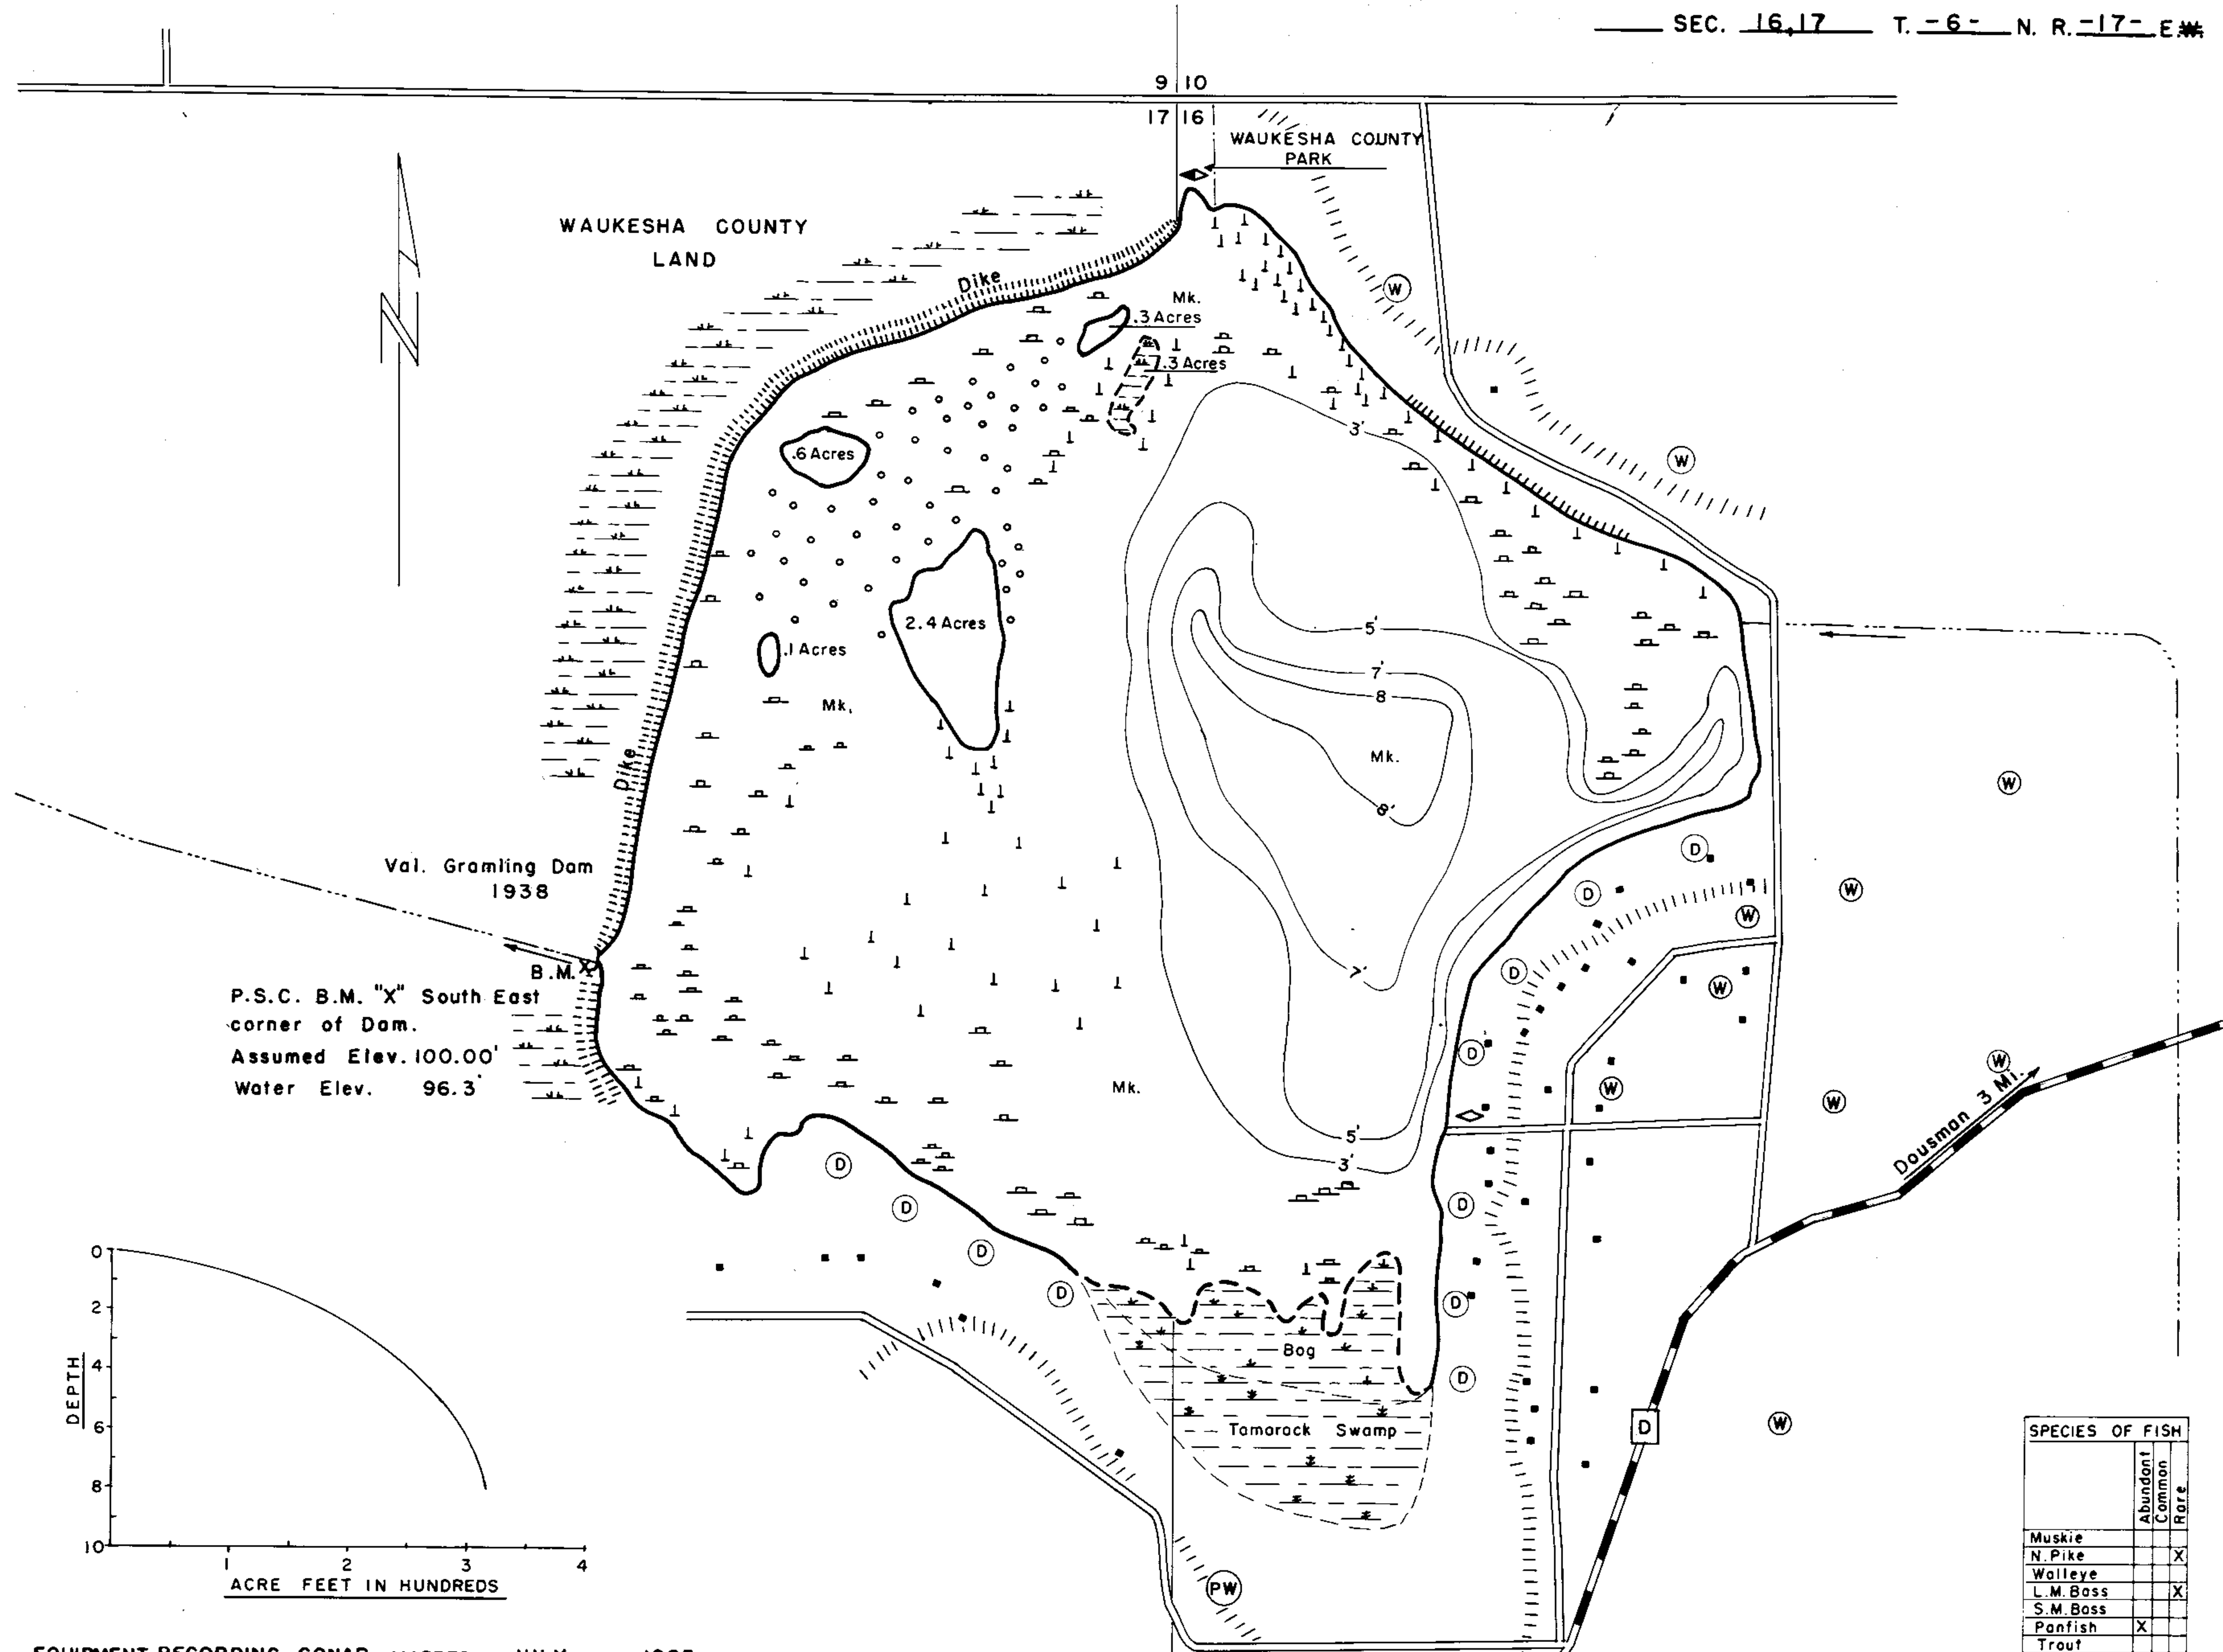 SEC. 16,17 T. -6- N. R. -17- E.
9 10
17 16
WAUKESHA COUNTY
PARK
WAUKESHA COUNTY
LAND
N
Dike
Mk.
.3 Acres
.3 Acres
W
3'
W
.6 Acres
2.4 Acres
5'
.1 Acres
7'
8
Mk.
Mk.
Dike
W
8'
D
Val. Gramling Dam
1938
D
W
W
B.M. X
7'
D
W
P.S.C. B.M. "X" South East
corner of Dam.
Assumed Elev. 100.00'
Water Elev. 96.3'
D
W
Mk.
W
W
Dousman 3 Mi.
5'
3'
D
D
D
D
D
D
Bog
D
Tamarack Swamp
D
W
PW
0
2
4
6
8
10
DEPTH
1 2 3 4
ACRE FEET IN HUNDREDS
SPECIES OF FISH
Abundant
Common
Rare
Muskie
N. Pike X
Walleye
L.M. Bass X
S.M. Bass
Panfish X
Trout
EQUIPMENT RECORDING SONAR